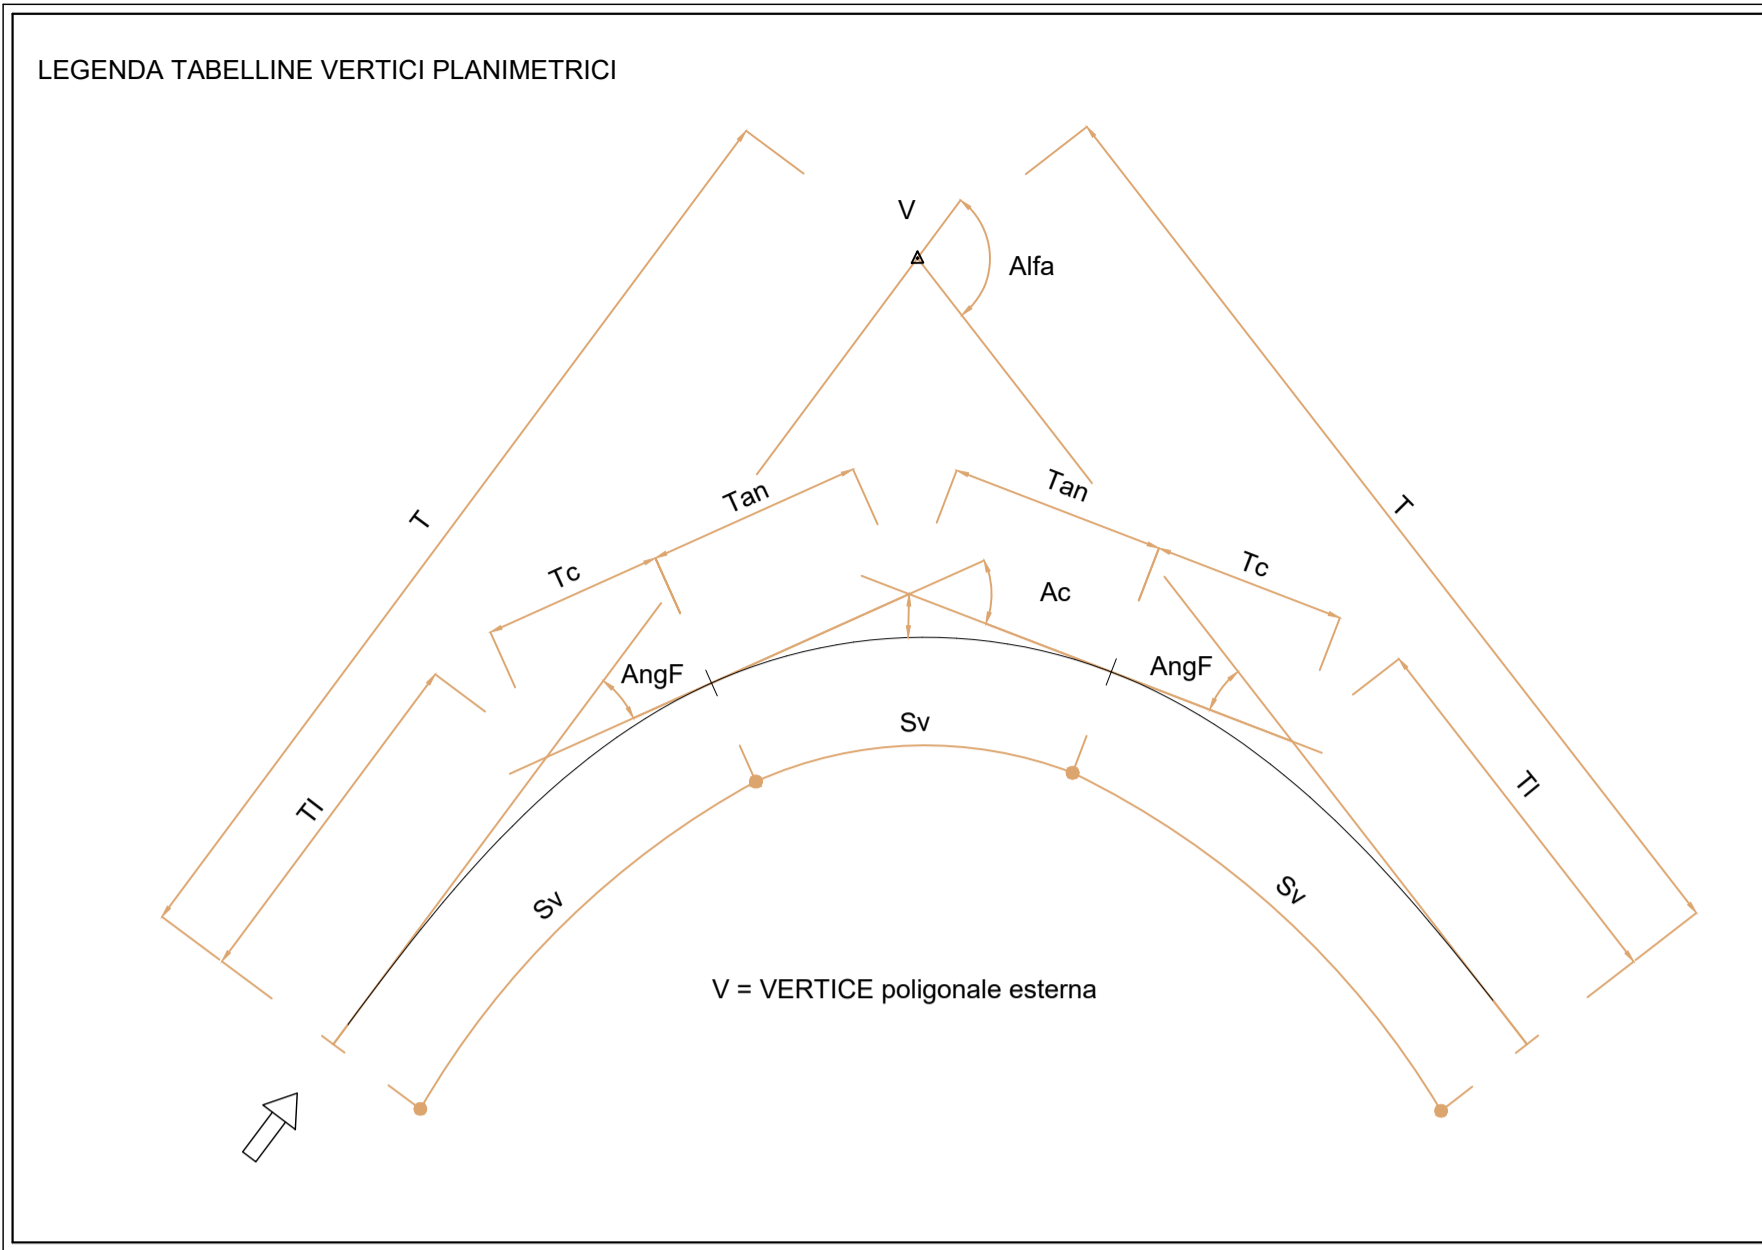 LEGENDA TABELLINE VERTICI PLANIMETRICI
V
Alfa
T
Tan
Tan
T
Tc
Tc
Ac
AngF
AngF
Sv
Tl
Tl
Sv
Sv
V = VERTICE poligonale esterna